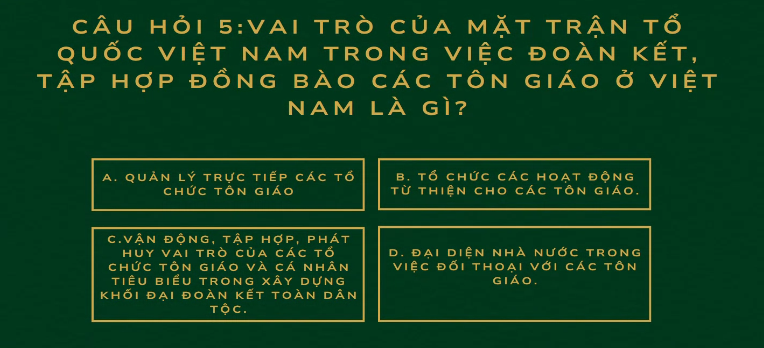 CÂU HỎI 5:VAI TRÒ CỦA MẶT TRẬN TỔ
QUỐC VIỆT NAM TRONG VIỆC ĐOÀN KẾT,
TẬP HỢP ĐỒNG BÀO CÁC TÔN GIÁO Ở VIỆT
NAM LÀ GÌ?
A. QUẢN LÝ TRỰC TIẾP CÁC TỔ
CHỨC TÔN GIÁO
B. TỔ CHỨC CÁC HOẠT ĐỘNG
TỪ THIỆN CHO CÁC TÔN GIÁO.
C.VẬN ĐỘNG, TẬP HỢP, PHÁT
HUY VAI TRÒ CỦA CÁC TỔ
CHỨC TÔN GIÁO VÀ CÁ NHÂN
TIÊU BIỂU TRONG XÂY DỰNG
KHỐI ĐẠI ĐOÀN KẾT TOÀN DÂN
TỘC.
D. ĐẠI DIỆN NHÀ NƯỚC TRONG
VIỆC ĐỐI THOẠI VỚI CÁC TÔN
GIÁO.